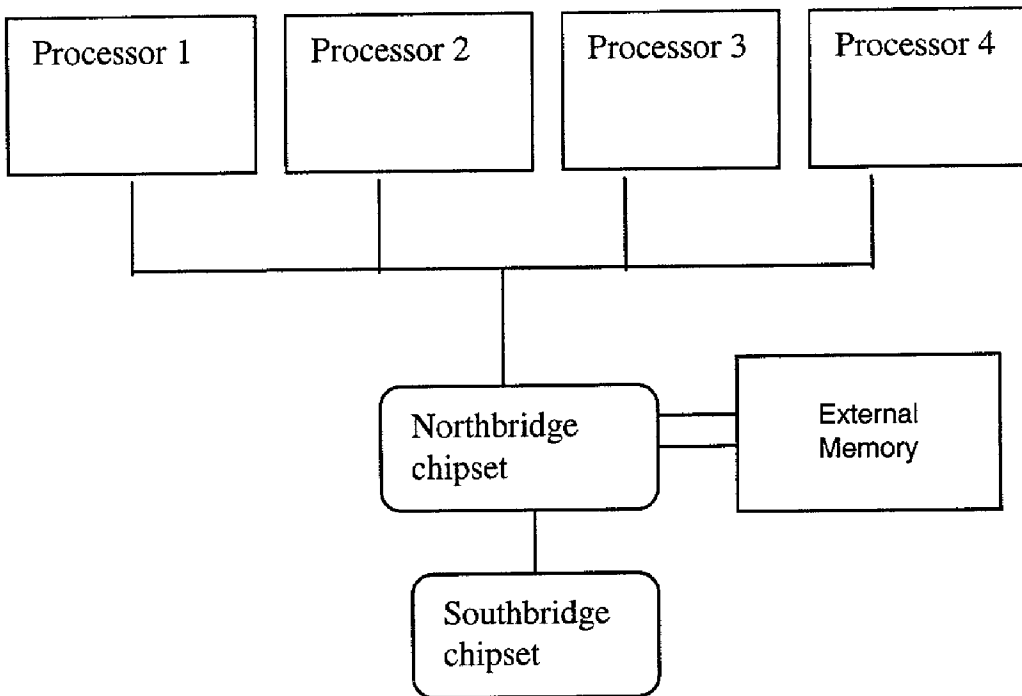 Processor 1
Processor 2
Processor 3
Processor 4
Northbridge
chipset
External
Memory
Southbridge
chipset